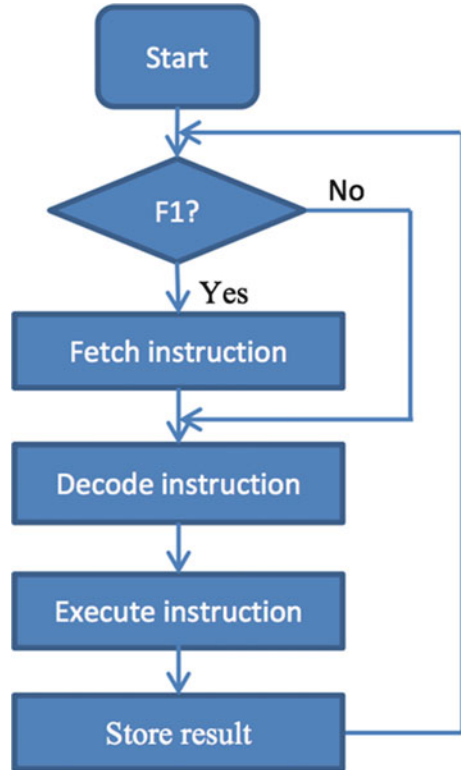 Start
F1?
No
Yes
Fetch instruction
Decode instruction
Execute instruction
Store result